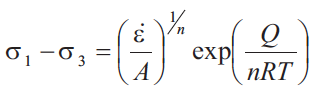 σ₁ − σ₃ = (ε̇ / A)^(1/n) exp(Q / nRT)